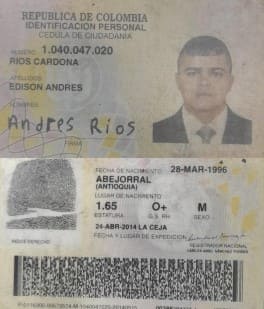 REPUBLICA DE COLOMBIA
IDENTIFICACION PERSONAL
CEDULA DE CIUDADANIA
NUMERO 1.040.047.020
RIOS CARDONA
APELLIDOS
EDISON ANDRES
NOMBRES
Andres Rios
FIRMA
FECHA DE NACIMIENTO 28-MAR-1996
ABEJORRAL
(ANTIOQUIA)
LUGAR DE NACIMIENTO
1.65 O+ M
ESTATURA G.S. RH SEXO
24-ABR-2014 LA CEJA
FECHA Y LUGAR DE EXPEDICION
REGISTRADOR NACIONAL
INDICE DERECHO